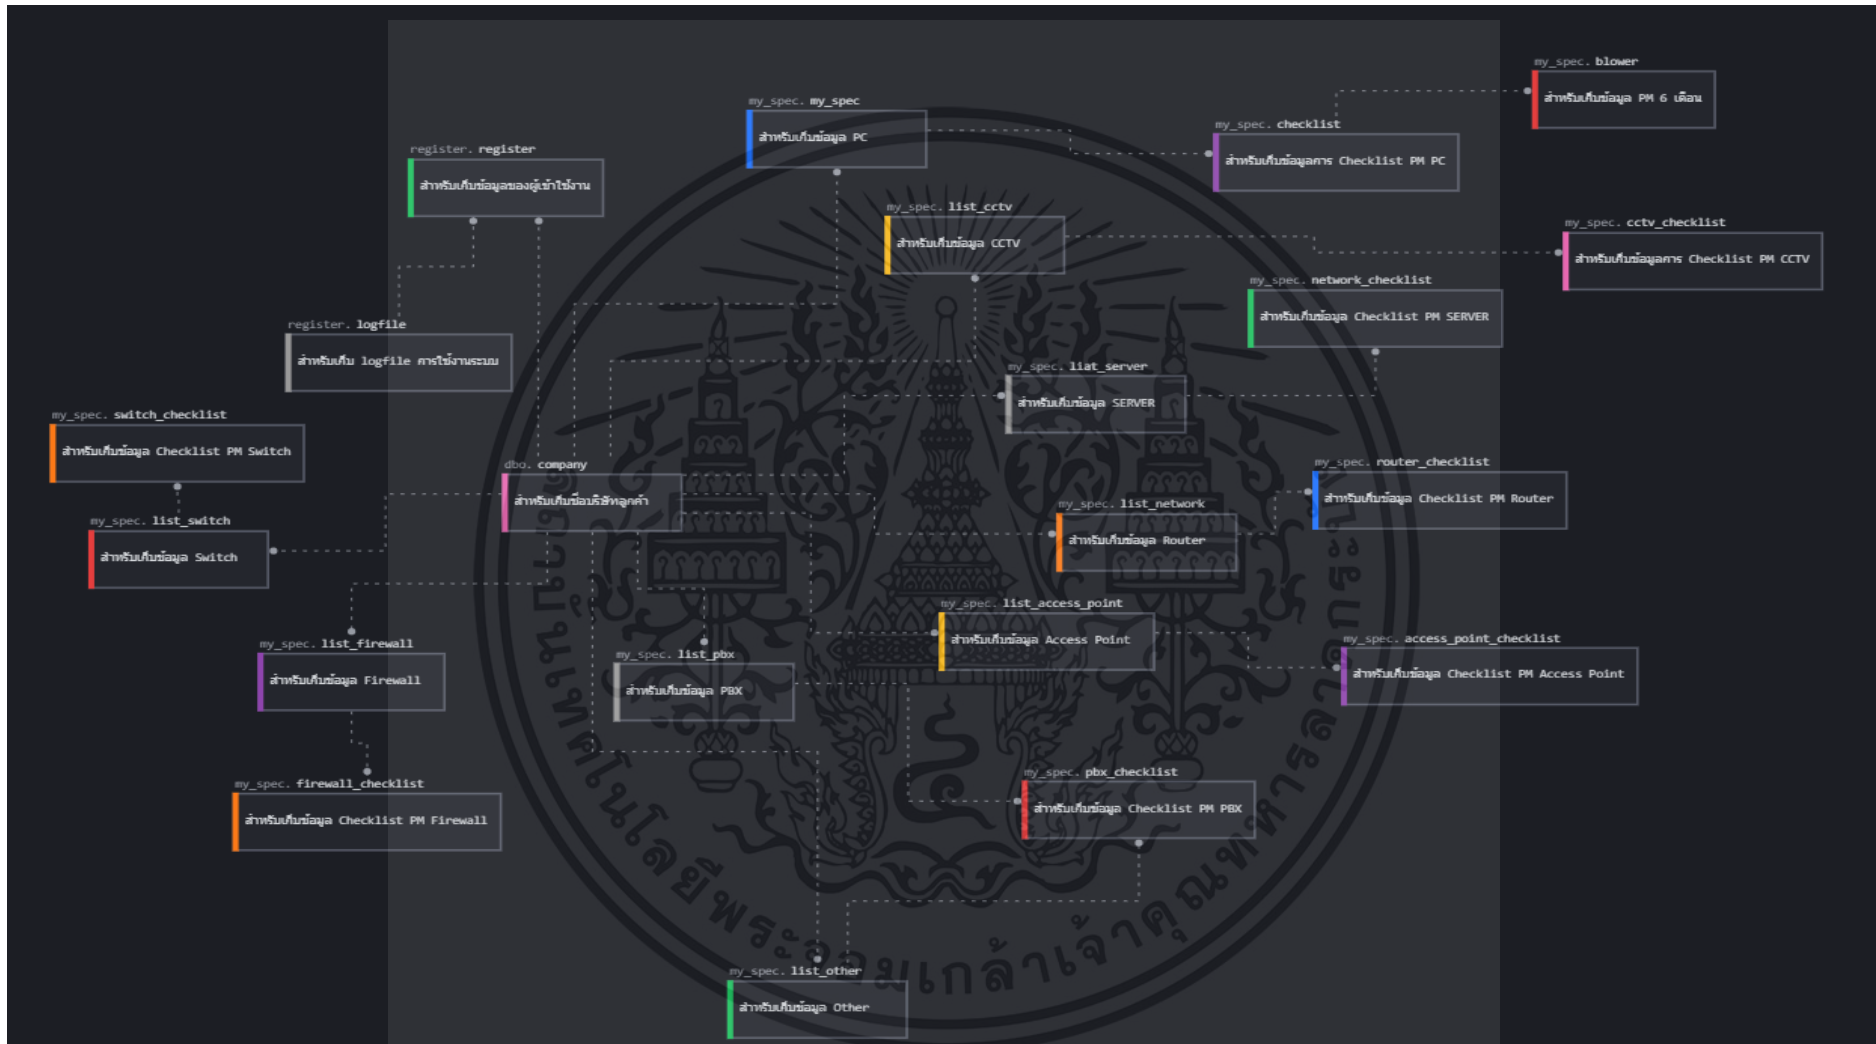 my_spec. blower
สำหรับเก็บข้อมูล PM 6 เดือน
my_spec. my_spec
สำหรับเก็บข้อมูล PC
my_spec. checklist
สำหรับเก็บข้อมูลการ Checklist PM PC
register. register
สำหรับเก็บข้อมูลของผู้เข้าใช้งาน
my_spec. list_cctv
สำหรับเก็บข้อมูล CCTV
my_spec. cctv_checklist
สำหรับเก็บข้อมูลการ Checklist PM CCTV
my_spec. network_checklist
สำหรับเก็บข้อมูล Checklist PM SERVER
register. logfile
สำหรับเก็บ logfile การใช้งานระบบ
my_spec. liat_server
สำหรับเก็บข้อมูล SERVER
my_spec. switch_checklist
สำหรับเก็บข้อมูล Checklist PM Switch
dbo. company
สำหรับเก็บชื่อบริษัทลูกค้า
my_spec. router_checklist
สำหรับเก็บข้อมูล Checklist PM Router
my_spec. list_network
สำหรับเก็บข้อมูล Router
my_spec. list_switch
สำหรับเก็บข้อมูล Switch
my_spec. list_access_point
สำหรับเก็บข้อมูล Access Point
my_spec. access_point_checklist
สำหรับเก็บข้อมูล Checklist PM Access Point
my_spec. list_firewall
สำหรับเก็บข้อมูล Firewall
my_spec. list_pbx
สำหรับเก็บข้อมูล PBX
my_spec. firewall_checklist
สำหรับเก็บข้อมูล Checklist PM Firewall
my_spec. pbx_checklist
สำหรับเก็บข้อมูล Checklist PM PBX
my_spec. list_other
สำหรับเก็บข้อมูล Other